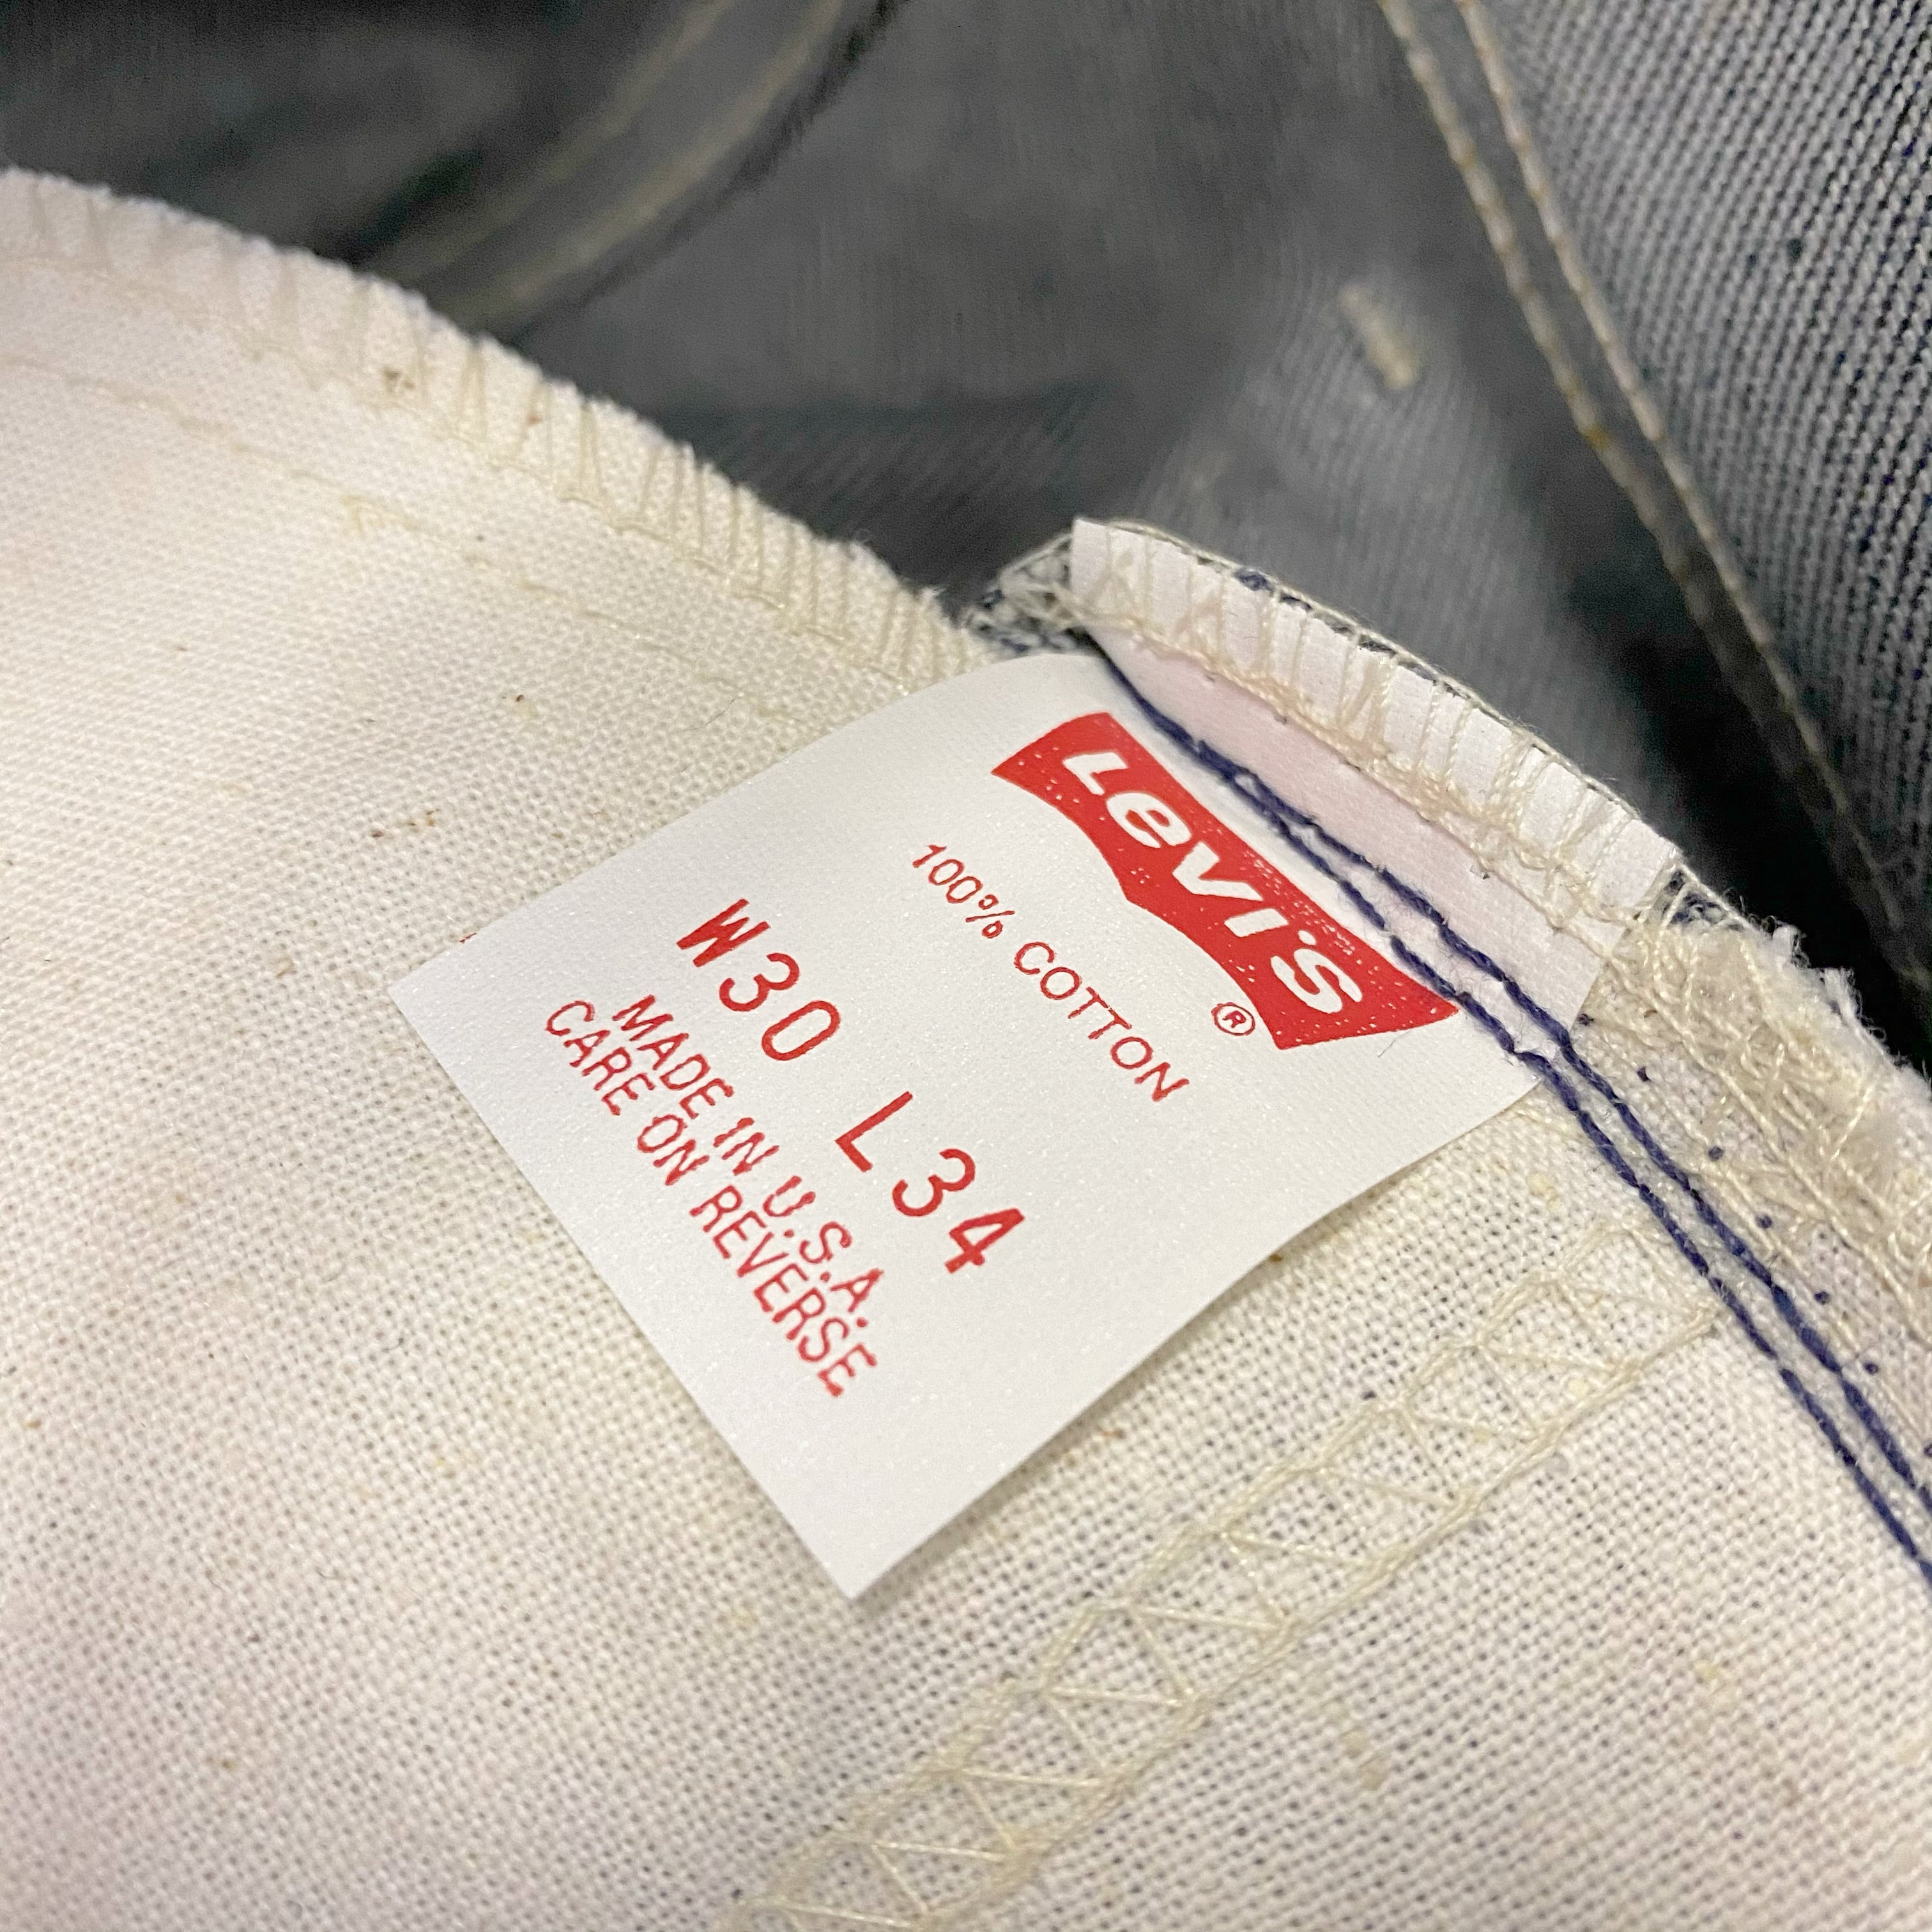 Levi's
®
100% COTTON
W30 L34
MADE IN U.S.A.
CARE ON REVERSE